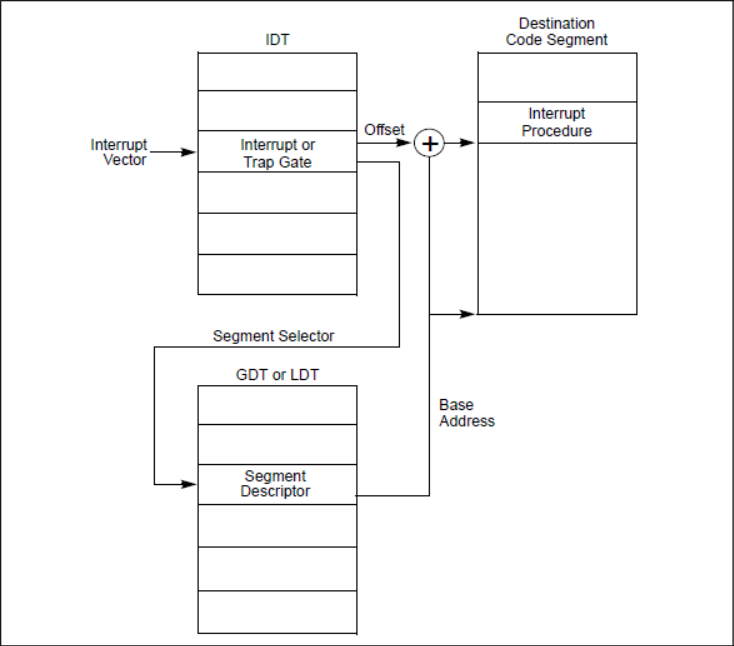 IDT
Destination
Code Segment
Interrupt
Vector
Interrupt or
Trap Gate
Offset
+
Interrupt
Procedure
Segment Selector
GDT or LDT
Base
Address
Segment
Descriptor